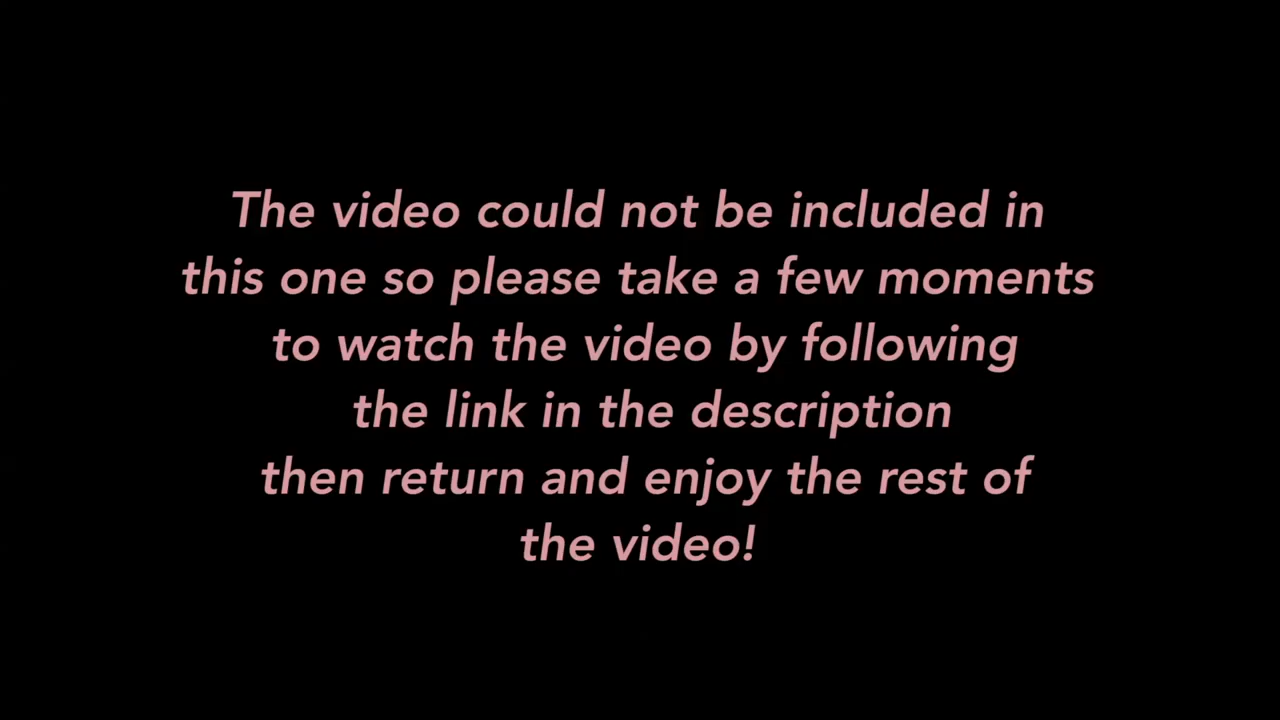 The video could not be included in
this one so please take a few moments
to watch the video by following
the link in the description
then return and enjoy the rest of
the video!